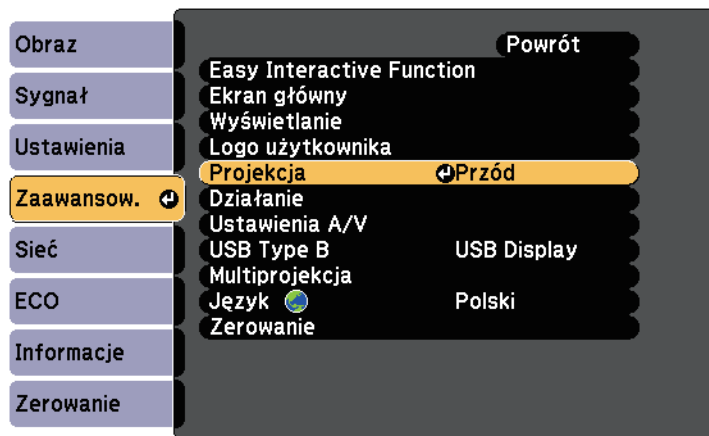 Obraz
Sygnał
Ustawienia
Zaawansow.
Sieć
ECO
Informacje
Zerowanie
Powrót
Easy Interactive Function
Ekran główny
Wyświetlanie
Logo użytkownika
Projekcja Przód
Działanie
Ustawienia A/V
USB Type B USB Display
Multiprojekcja
Język Polski
Zerowanie